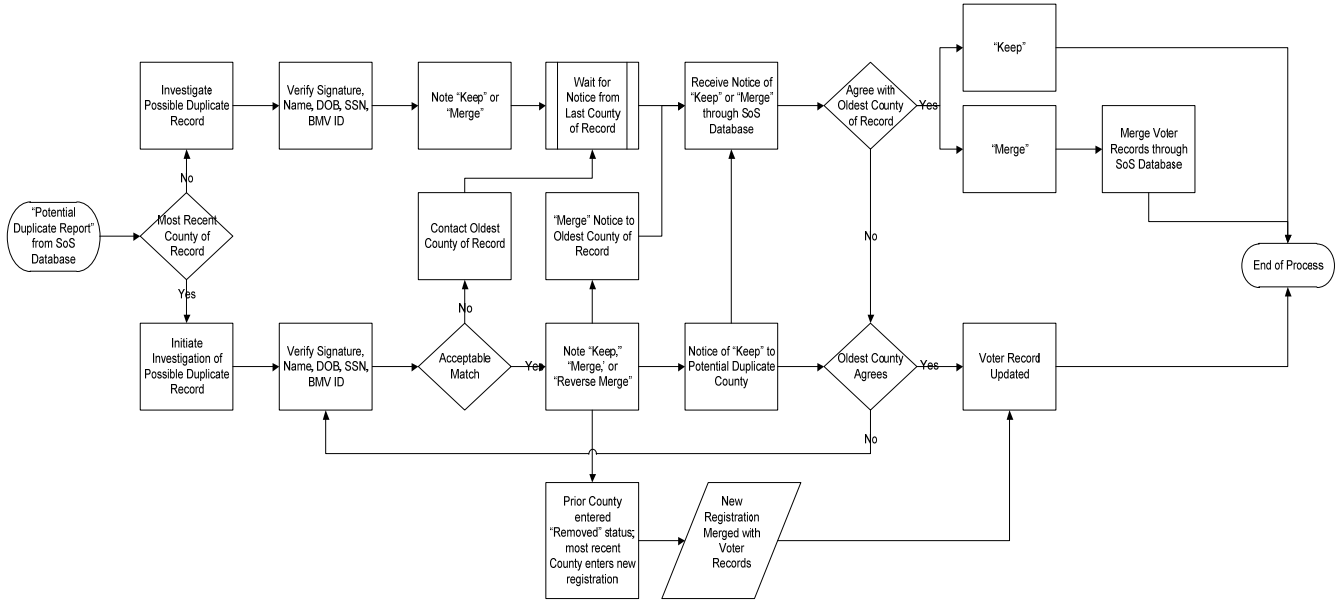 "Keep"
Investigate
Possible Duplicate
Record
Verify Signature,
Name, DOB, SSN,
BMV ID
Note "Keep" or
"Merge"
Wait for
Notice from
Last County
of Record
Receive Notice of
"Keep" or "Merge"
through SoS
Database
Agree with
Oldest County
of Record
Yes
"Merge"
Merge Voter
Records through
SoS Database
No
"Potential
Duplicate Report"
from SoS
Database
Most Recent
County of
Record
Contact Oldest
County of Record
"Merge" Notice to
Oldest County of
Record
No
End of Process
Yes
No
Initiate
Investigation of
Possible Duplicate
Record
Verify Signature,
Name, DOB, SSN,
BMV ID
Acceptable
Match
Yes
Note "Keep,"
"Merge,' or
"Reverse Merge"
Notice of "Keep" to
Potential Duplicate
County
Oldest County
Agrees
Yes
Voter Record
Updated
No
Prior County
entered
"Removed" status;
most recent
County enters new
registration
New
Registration
Merged with
Voter
Records